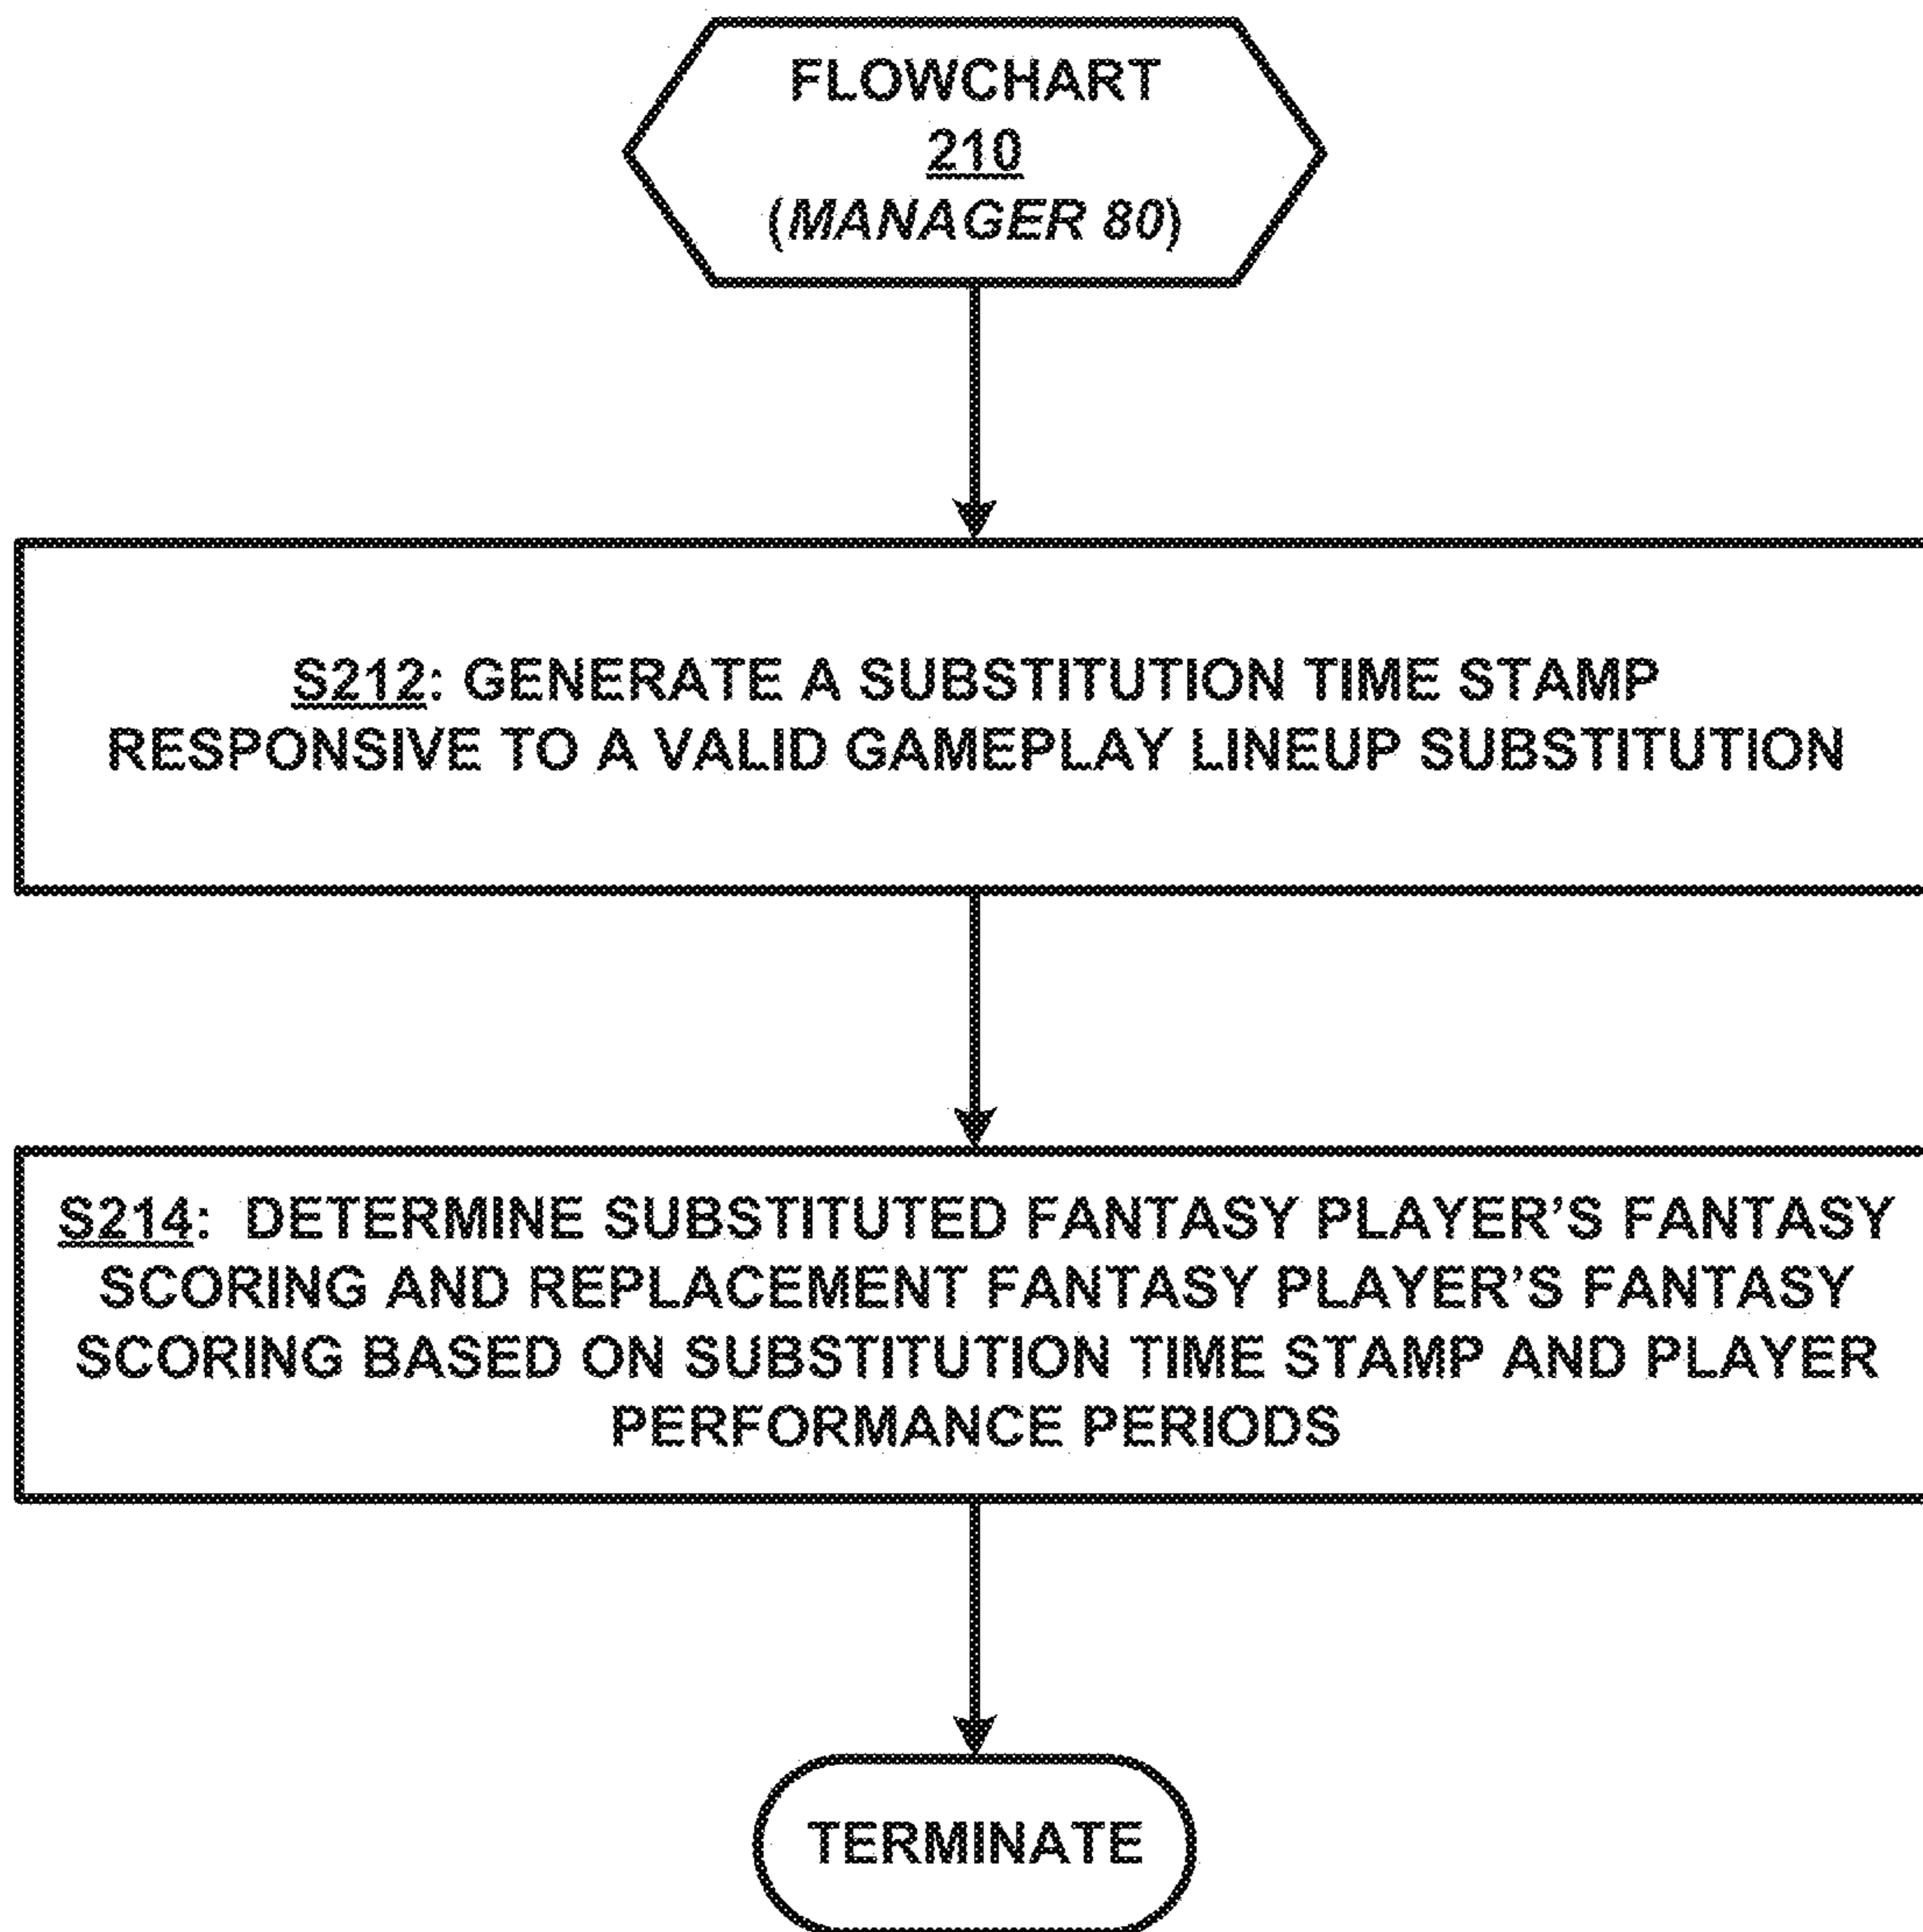 FLOWCHART
210
(MANAGER 80)
S212: GENERATE A SUBSTITUTION TIME STAMP
RESPONSIVE TO A VALID GAMEPLAY LINEUP SUBSTITUTION
S214: DETERMINE SUBSTITUTED FANTASY PLAYER'S FANTASY
SCORING AND REPLACEMENT FANTASY PLAYER'S FANTASY
SCORING BASED ON SUBSTITUTION TIME STAMP AND PLAYER
PERFORMANCE PERIODS
TERMINATE